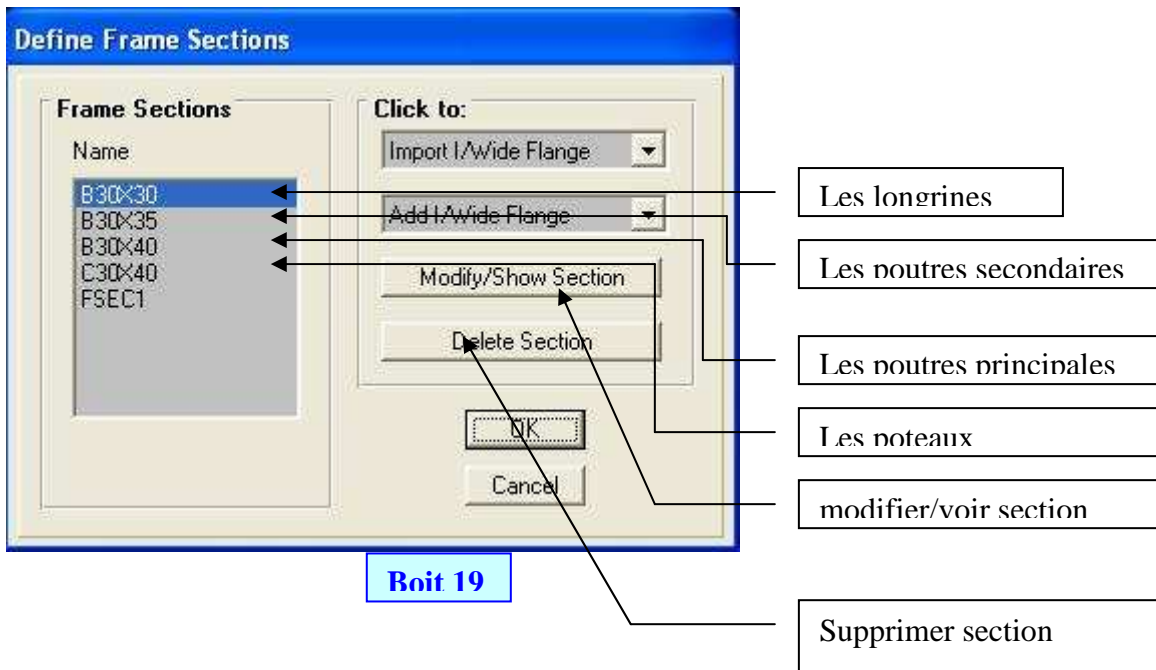 Define Frame Sections
Frame Sections
Name
B30X30
B30X35
B30X40
C30X40
FSEC1
Click to:
Import I/Wide Flange
Add I/Wide Flange
Modify/Show Section
Delete Section
OK
Cancel
Les longrines
Les poutres secondaires
Les poutres principales
Les poteaux
modifier/voir section
Supprimer section
Boit 19